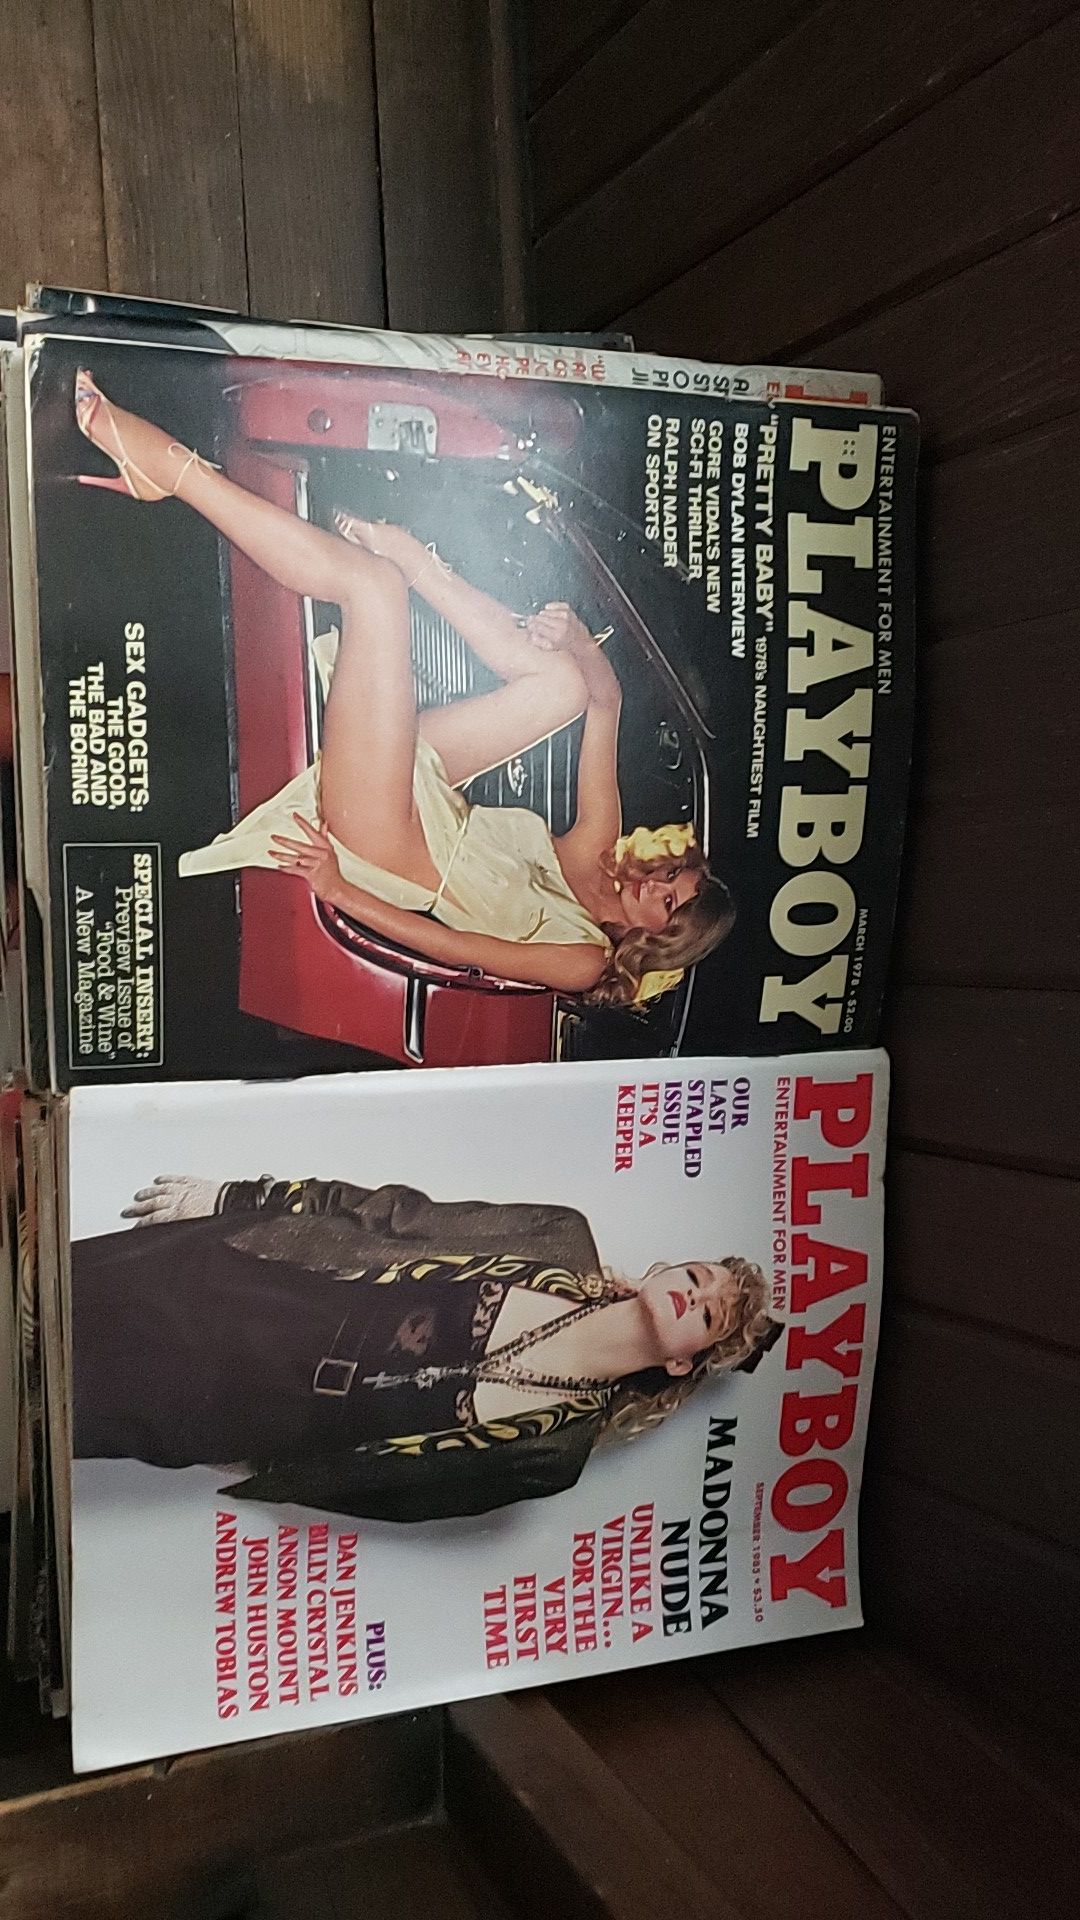 ENTERTAINMENT FOR MEN
MARCH 1978 • $2.00
PLAYBOY
"PRETTY BABY" 1978's NAUGHTIEST FILM
BOB DYLAN INTERVIEW
GORE VIDAL'S NEW
SCI-FI THRILLER
RALPH NADER
ON SPORTS
SEX GADGETS:
THE GOOD,
THE BAD AND
THE BORING
SPECIAL INSERT:
Preview Issue of
"Food & Wine"
A New Magazine
PLAYBOY
ENTERTAINMENT FOR MEN
SEPTEMBER 1985 • $3.50
OUR
LAST
STAPLED
ISSUE
IT'S A
KEEPER
MADONNA
NUDE
UNLIKE A
VIRGIN...
FOR THE
VERY
FIRST
TIME
PLUS:
DAN JENKINS
BILLY CRYSTAL
ANSON MOUNT
JOHN HUSTON
ANDREW TOBIAS